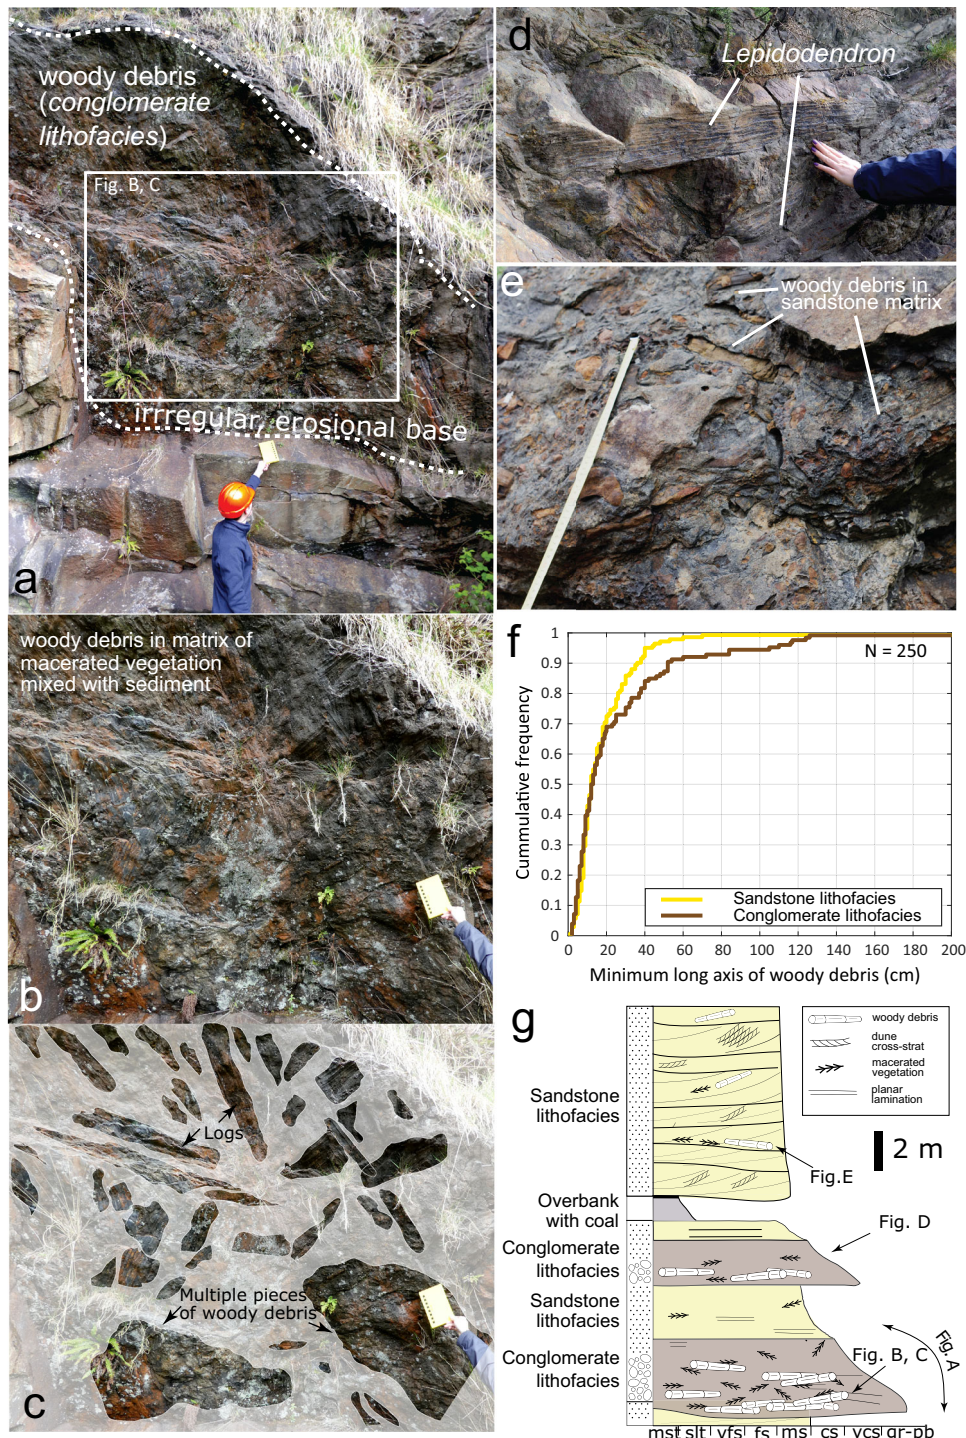 a
woody debris
(conglomerate
lithofacies)
Fig. B, C
irrregular, erosional base
b
woody debris in matrix of
macerated vegetation
mixed with sediment
c
Logs
Multiple pieces
of woody debris
d
Lepidodendron
e
woody debris in
sandstone matrix
f
N = 250
Cummulative frequency
1
0.9
0.8
0.7
0.6
0.5
0.4
0.3
0.2
0.1
0
0 20 40 60 80 100 120 140 160 180 200
Minimum long axis of woody debris (cm)
Sandstone lithofacies
Conglomerate lithofacies
g
woody debris
dune
cross-strat
macerated
vegetation
planar
lamination
2 m
Sandstone
lithofacies
Fig.E
Overbank
with coal
Fig. D
Conglomerate
lithofacies
Sandstone
lithofacies
Fig. A
Conglomerate
lithofacies
Fig. B, C
mst slt vfs fs ms cs vcs gr-pb